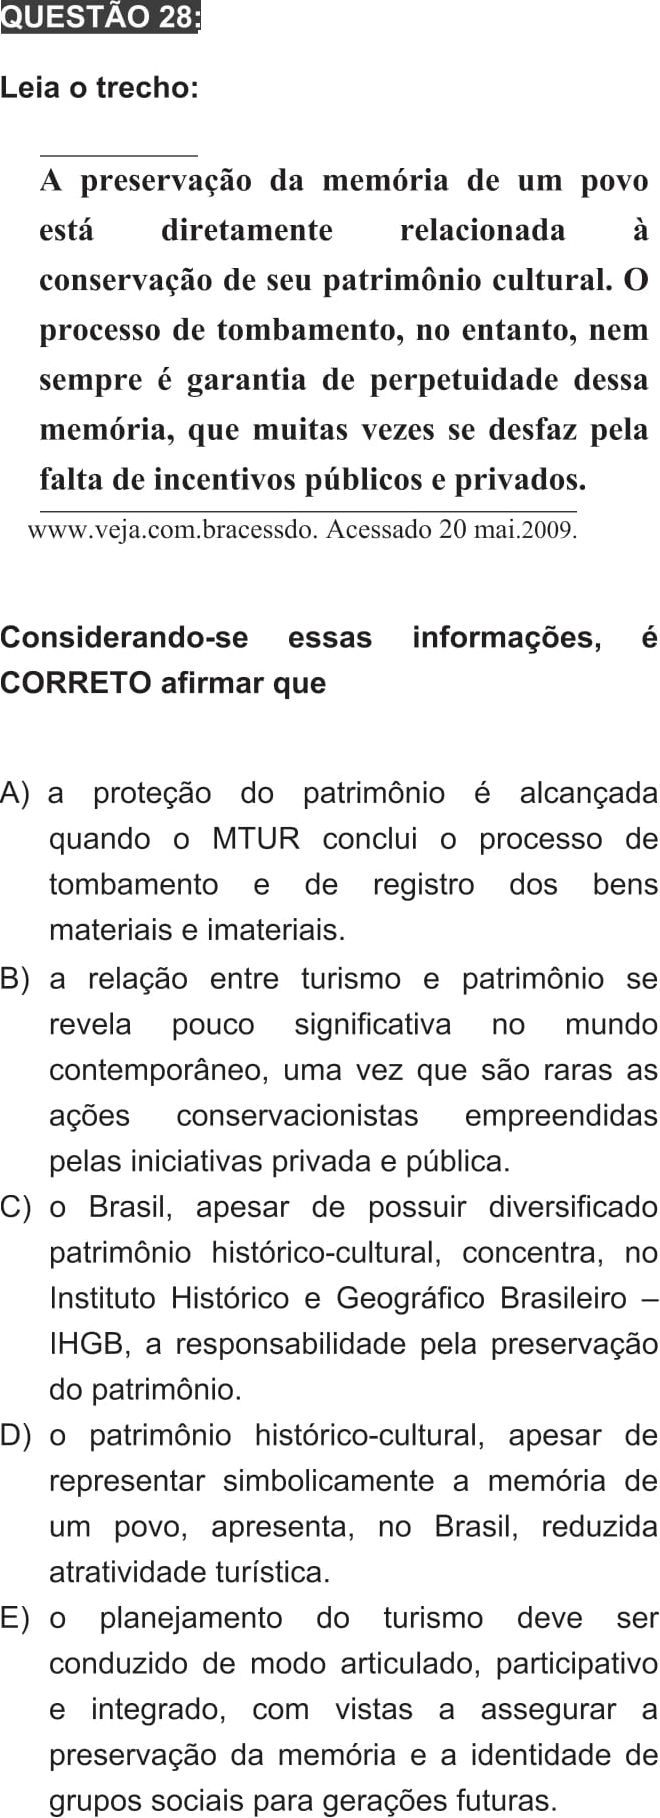 QUESTÃO 28:
Leia o trecho:
A preservação da memória de um povo
está diretamente relacionada à
conservação de seu patrimônio cultural. O
processo de tombamento, no entanto, nem
sempre é garantia de perpetuidade dessa
memória, que muitas vezes se desfaz pela
falta de incentivos públicos e privados.
www.veja.com.bracessdo. Acessado 20 mai.2009.
Considerando-se essas informações, é
CORRETO afirmar que
A) a proteção do patrimônio é alcançada
quando o MTUR conclui o processo de
tombamento e de registro dos bens
materiais e imateriais.
B) a relação entre turismo e patrimônio se
revela pouco significativa no mundo
contemporâneo, uma vez que são raras as
ações conservacionistas empreendidas
pelas iniciativas privada e pública.
C) o Brasil, apesar de possuir diversificado
patrimônio histórico-cultural, concentra, no
Instituto Histórico e Geográfico Brasileiro –
IHGB, a responsabilidade pela preservação
do patrimônio.
D) o patrimônio histórico-cultural, apesar de
representar simbolicamente a memória de
um povo, apresenta, no Brasil, reduzida
atratividade turística.
E) o planejamento do turismo deve ser
conduzido de modo articulado, participativo
e integrado, com vistas a assegurar a
preservação da memória e a identidade de
grupos sociais para gerações futuras.